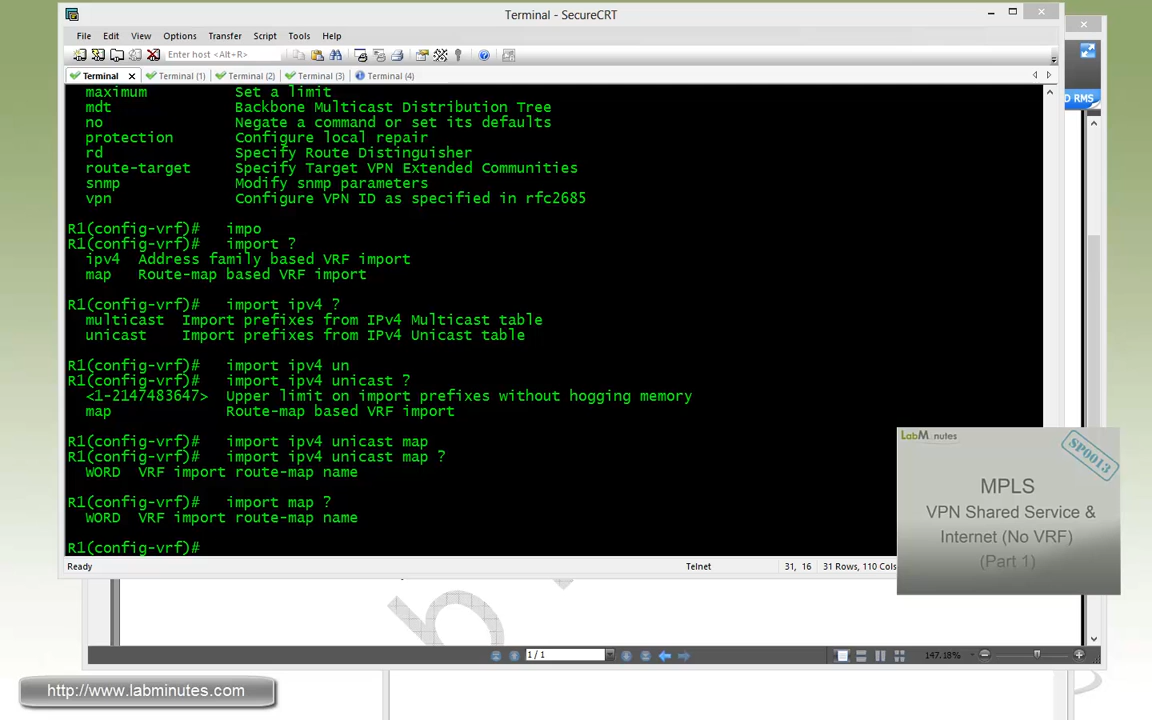 Terminal - SecureCRT
File Edit View Options Transfer Script Tools Help
Enter host <Alt+R>
Terminal Terminal (1) Terminal (2) Terminal (3) Terminal (4)
D RMS
maximum Set a limit
mdt Backbone Multicast Distribution Tree
no Negate a command or set its defaults
protection Configure local repair
rd Specify Route Distinguisher
route-target Specify Target VPN Extended Communities
snmp Modify snmp parameters
vpn Configure VPN ID as specified in rfc2685
R1(config-vrf)# impo
R1(config-vrf)# import ?
ipv4 Address family based VRF import
map Route-map based VRF import
R1(config-vrf)# import ipv4 ?
multicast Import prefixes from IPv4 Multicast table
unicast Import prefixes from IPv4 Unicast table
R1(config-vrf)# import ipv4 un
R1(config-vrf)# import ipv4 unicast ?
<1-2147483647> Upper limit on import prefixes without hogging memory
map Route-map based VRF import
R1(config-vrf)# import ipv4 unicast map
R1(config-vrf)# import ipv4 unicast map ?
WORD VRF import route-map name
R1(config-vrf)# import map ?
WORD VRF import route-map name
R1(config-vrf)#
Ready Telnet 31, 16 31 Rows, 110 Cols
LabM nutes
SP0013
MPLS
VPN Shared Service &
Internet (No VRF)
(Part 1)
1 / 1 147.18%
http://www.labminutes.com